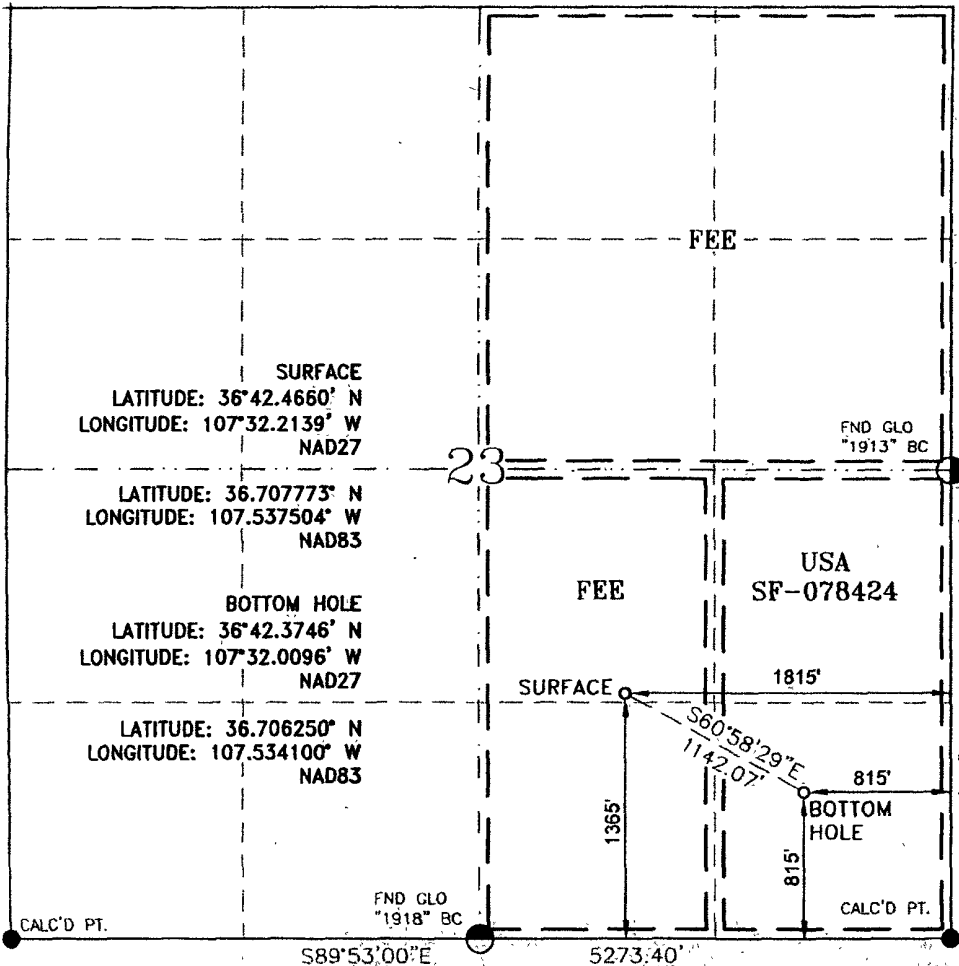 FEE
SURFACE
LATITUDE: 36°42.4660' N
LONGITUDE: 107°32.2139' W
NAD27
FND GLO
"1913" BC
23
LATITUDE: 36.707773° N
LONGITUDE: 107.537504° W
NAD83
USA
SF-078424
FEE
BOTTOM HOLE
LATITUDE: 36°42.3746' N
LONGITUDE: 107°32.0096' W
NAD27
SURFACE
1815'
S60°58'29"E
1142.07'
LATITUDE: 36.706250° N
LONGITUDE: 107.534100° W
NAD83
815'
BOTTOM
HOLE
1365'
815'
FND GLO
"1918" BC
CALC'D PT.
CALC'D PT.
S89°53'00"E
5273.40'